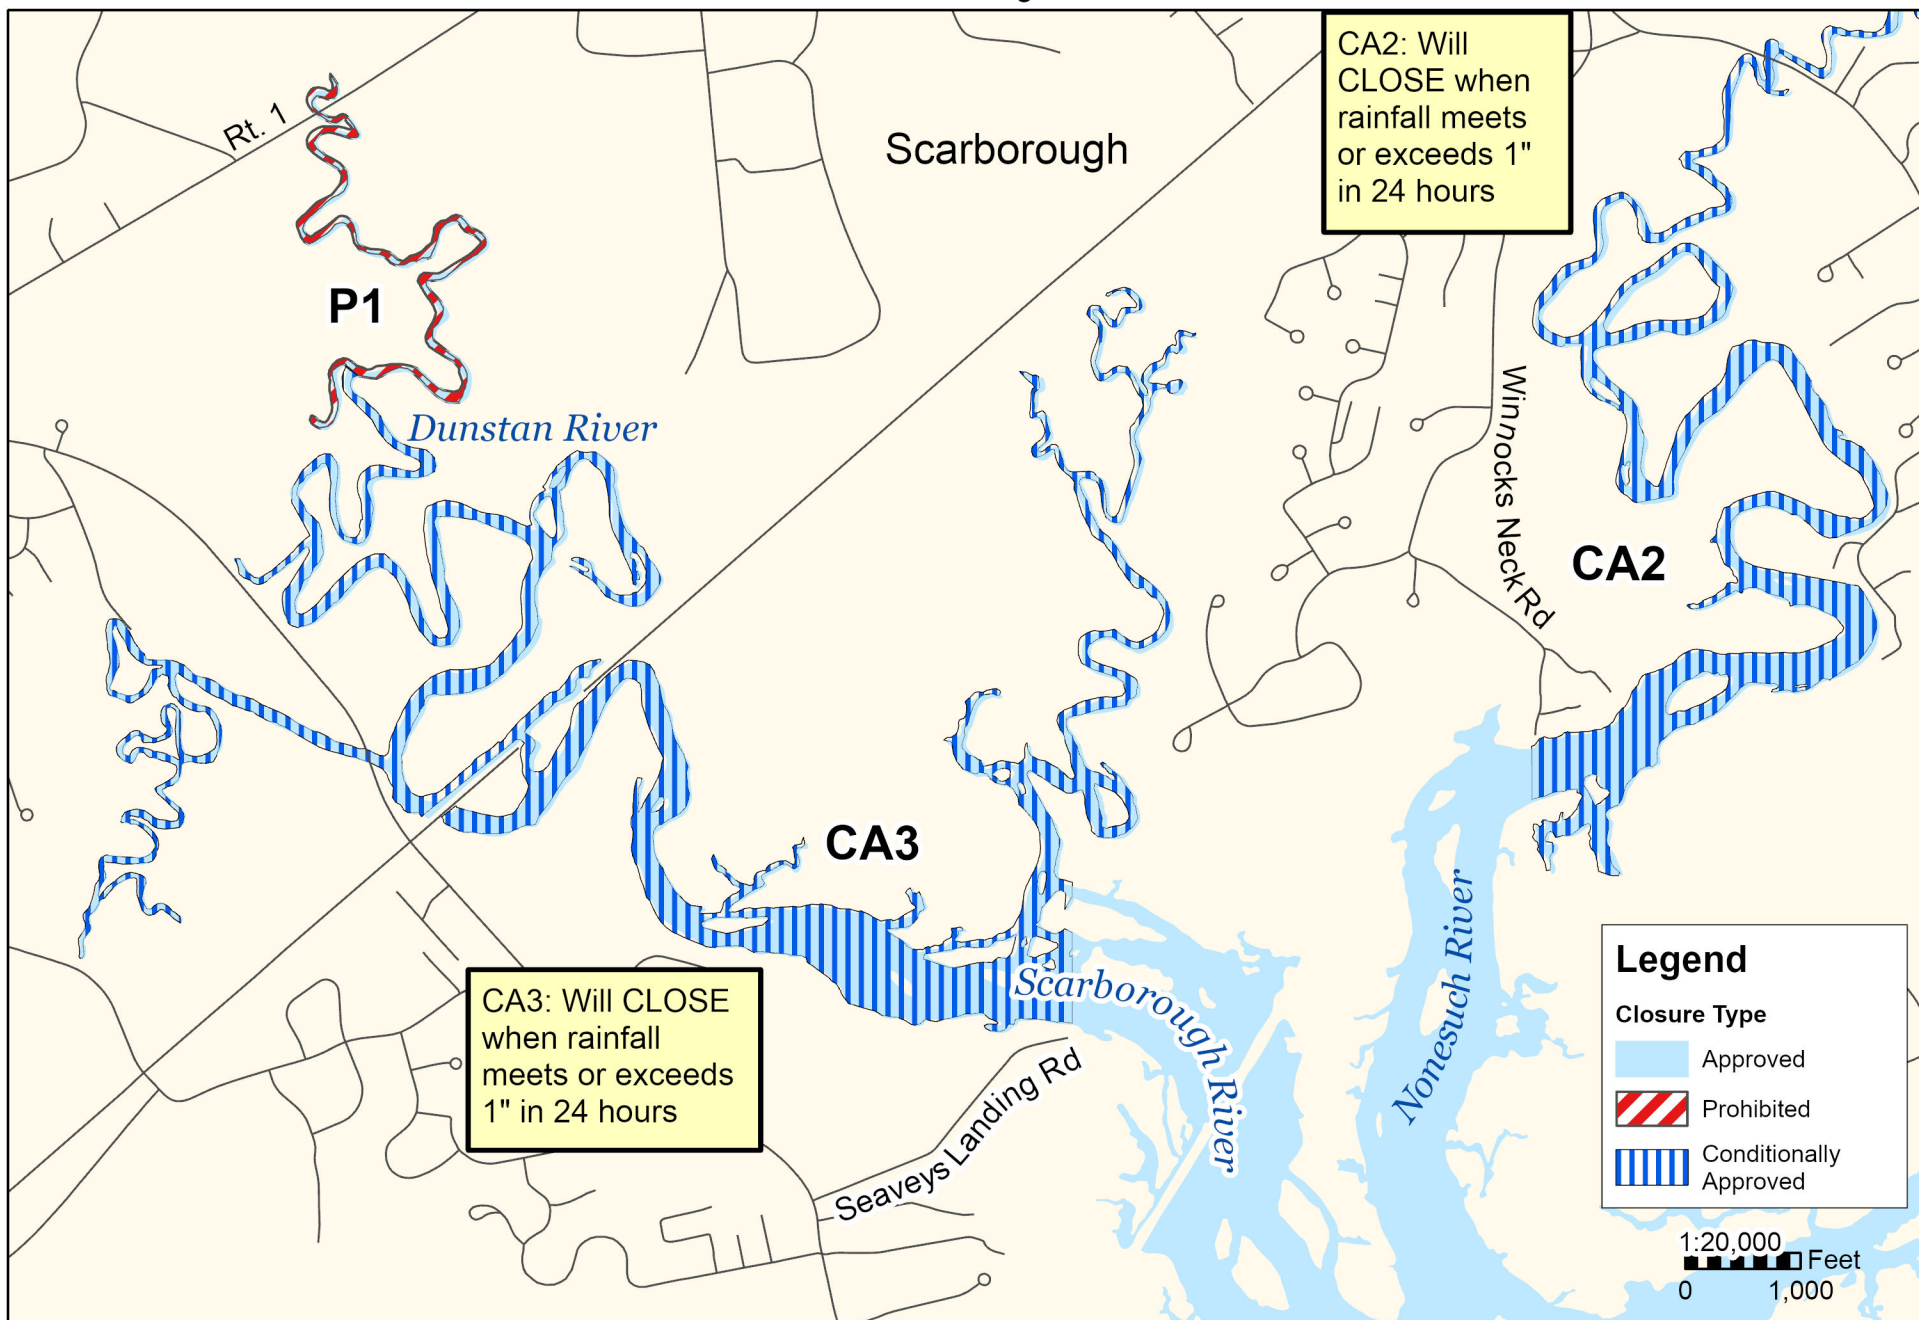 CA2: Will
CLOSE when
rainfall meets
or exceeds 1"
in 24 hours
Rt. 1
Scarborough
P1
Dunstan River
Winnocks Neck Rd
CA2
CA3
CA3: Will CLOSE
when rainfall
meets or exceeds
1" in 24 hours
Scarborough River
Nonesuch River
Seaveys Landing Rd
Legend
Closure Type
Approved
Prohibited
Conditionally
Approved
1:20,000
Feet
0 1,000